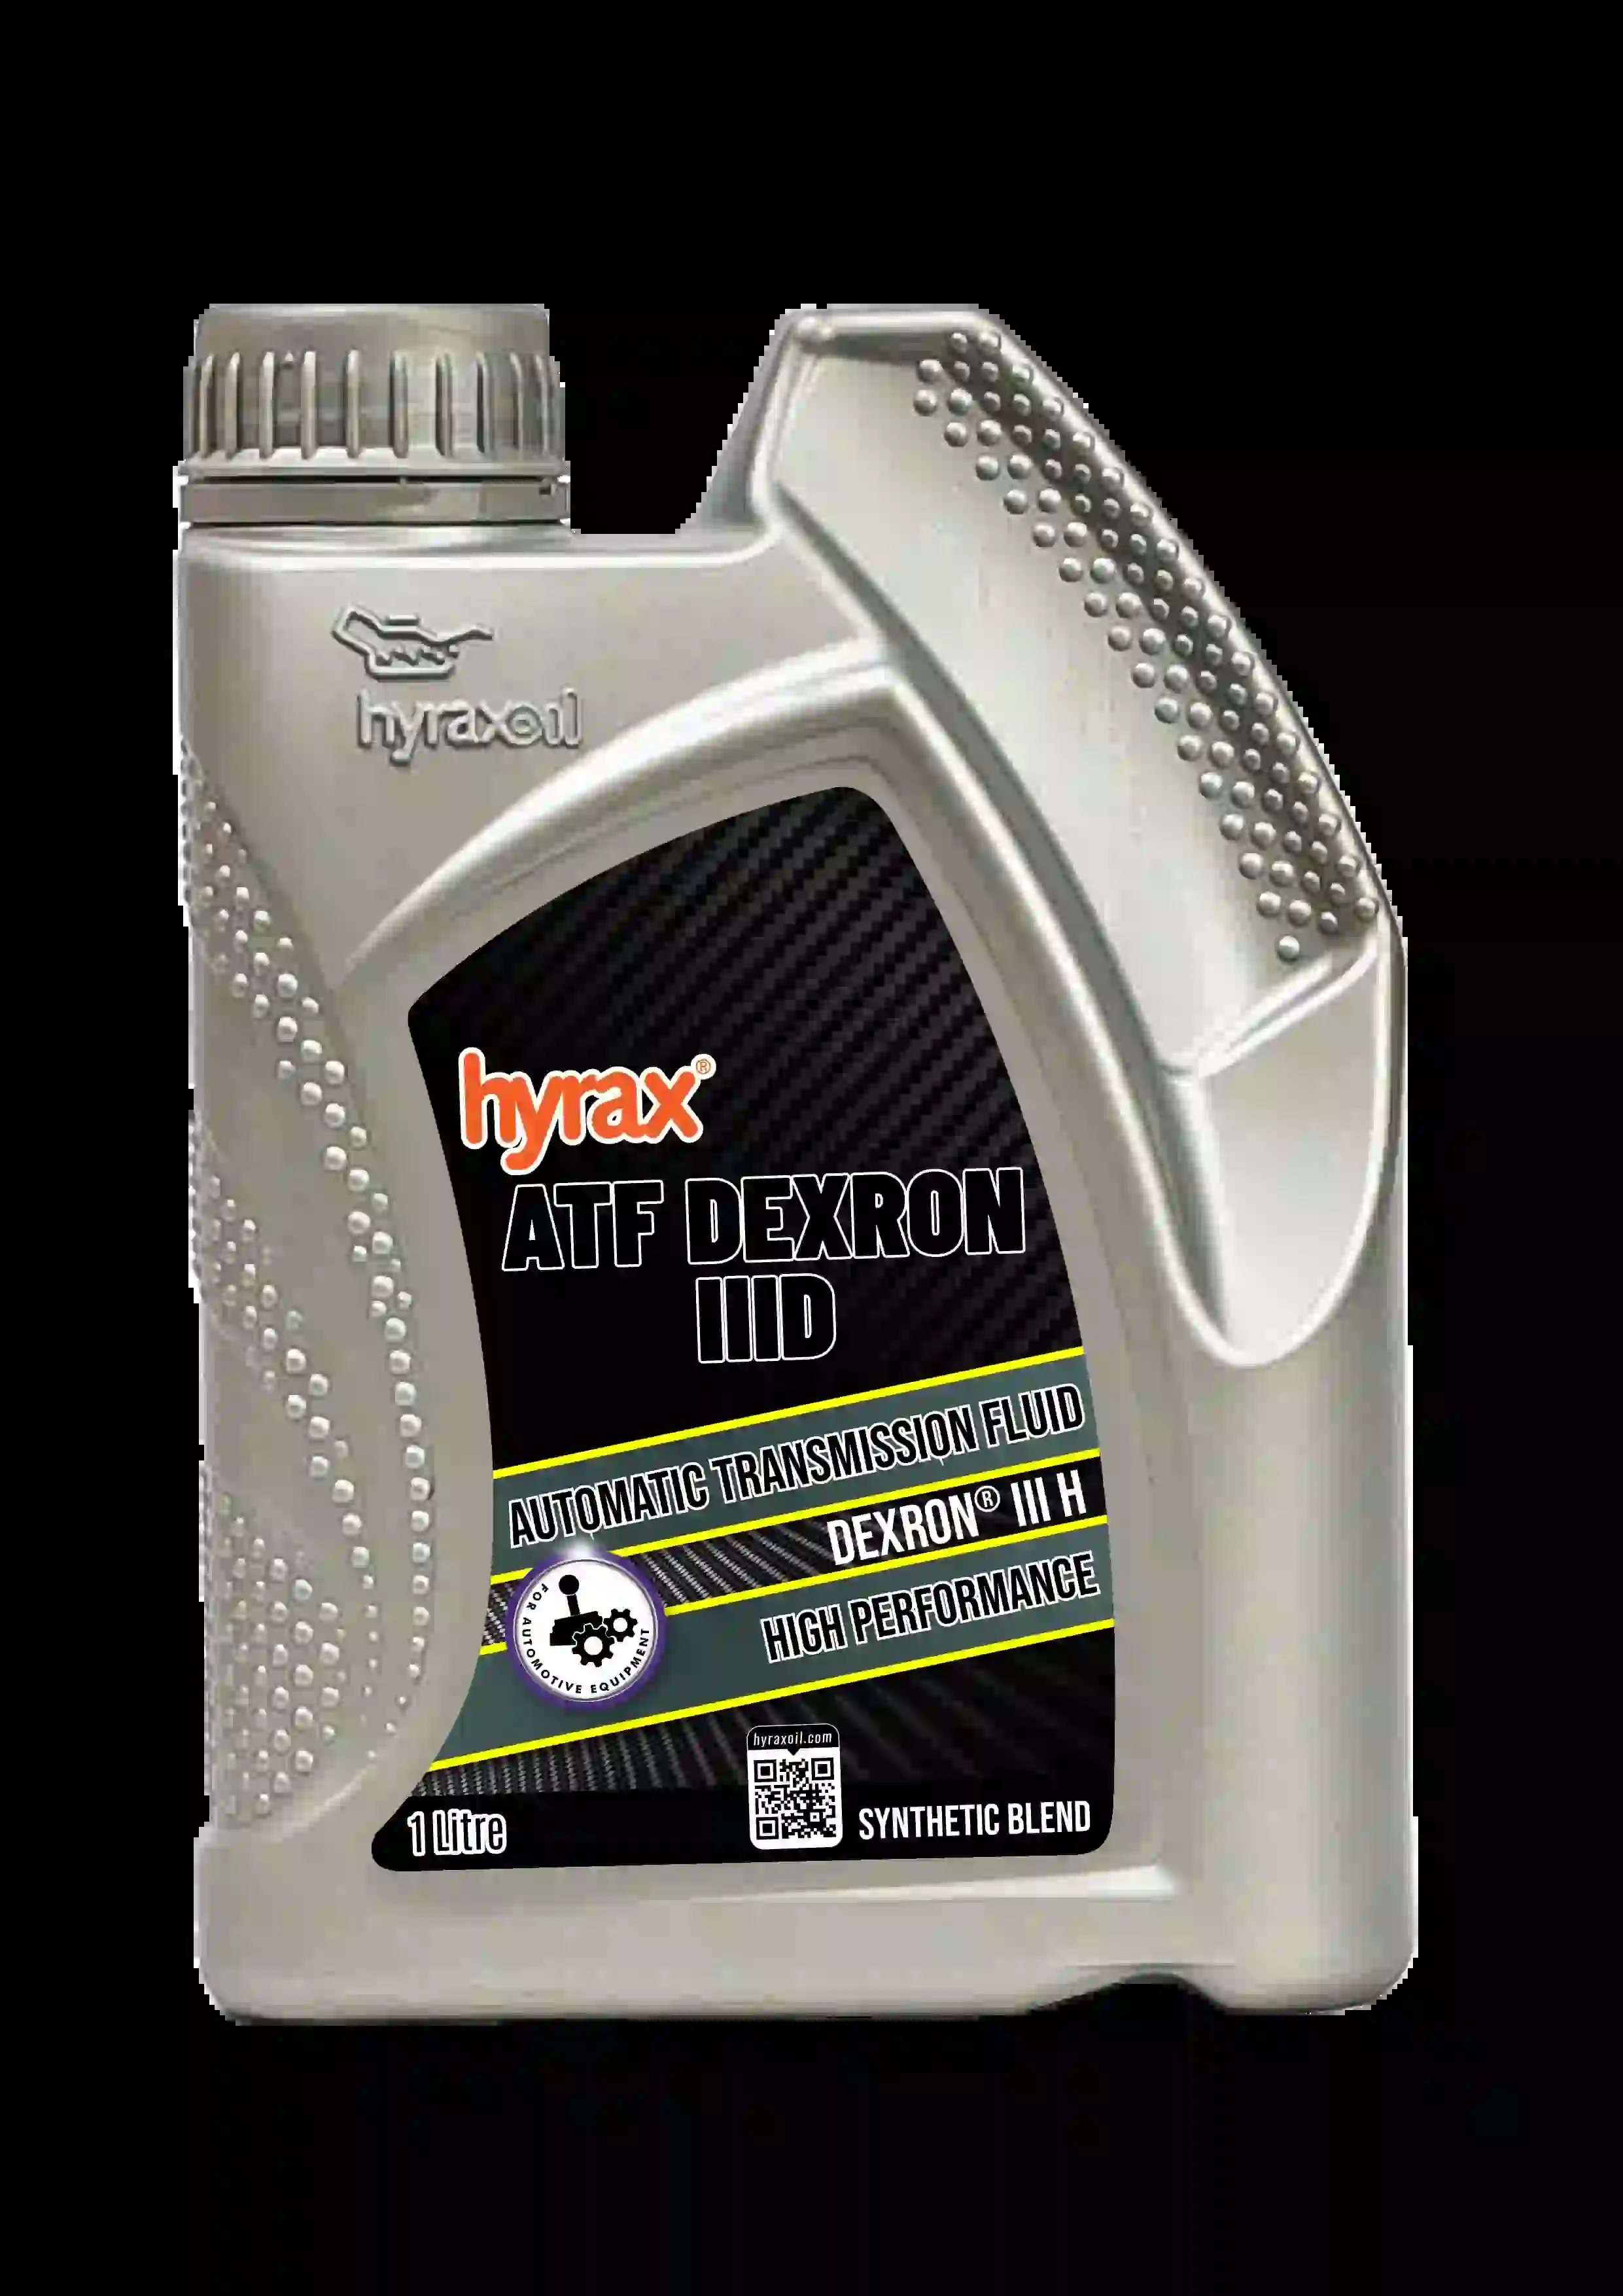 hyraxoil
hyrax®
ATF DEXRON
IIID
AUTOMATIC TRANSMISSION FLUID
DEXRON® III H
HIGH PERFORMANCE
FOR AUTOMOTIVE EQUIPMENT
hyraxoil.com
1 Litre
SYNTHETIC BLEND